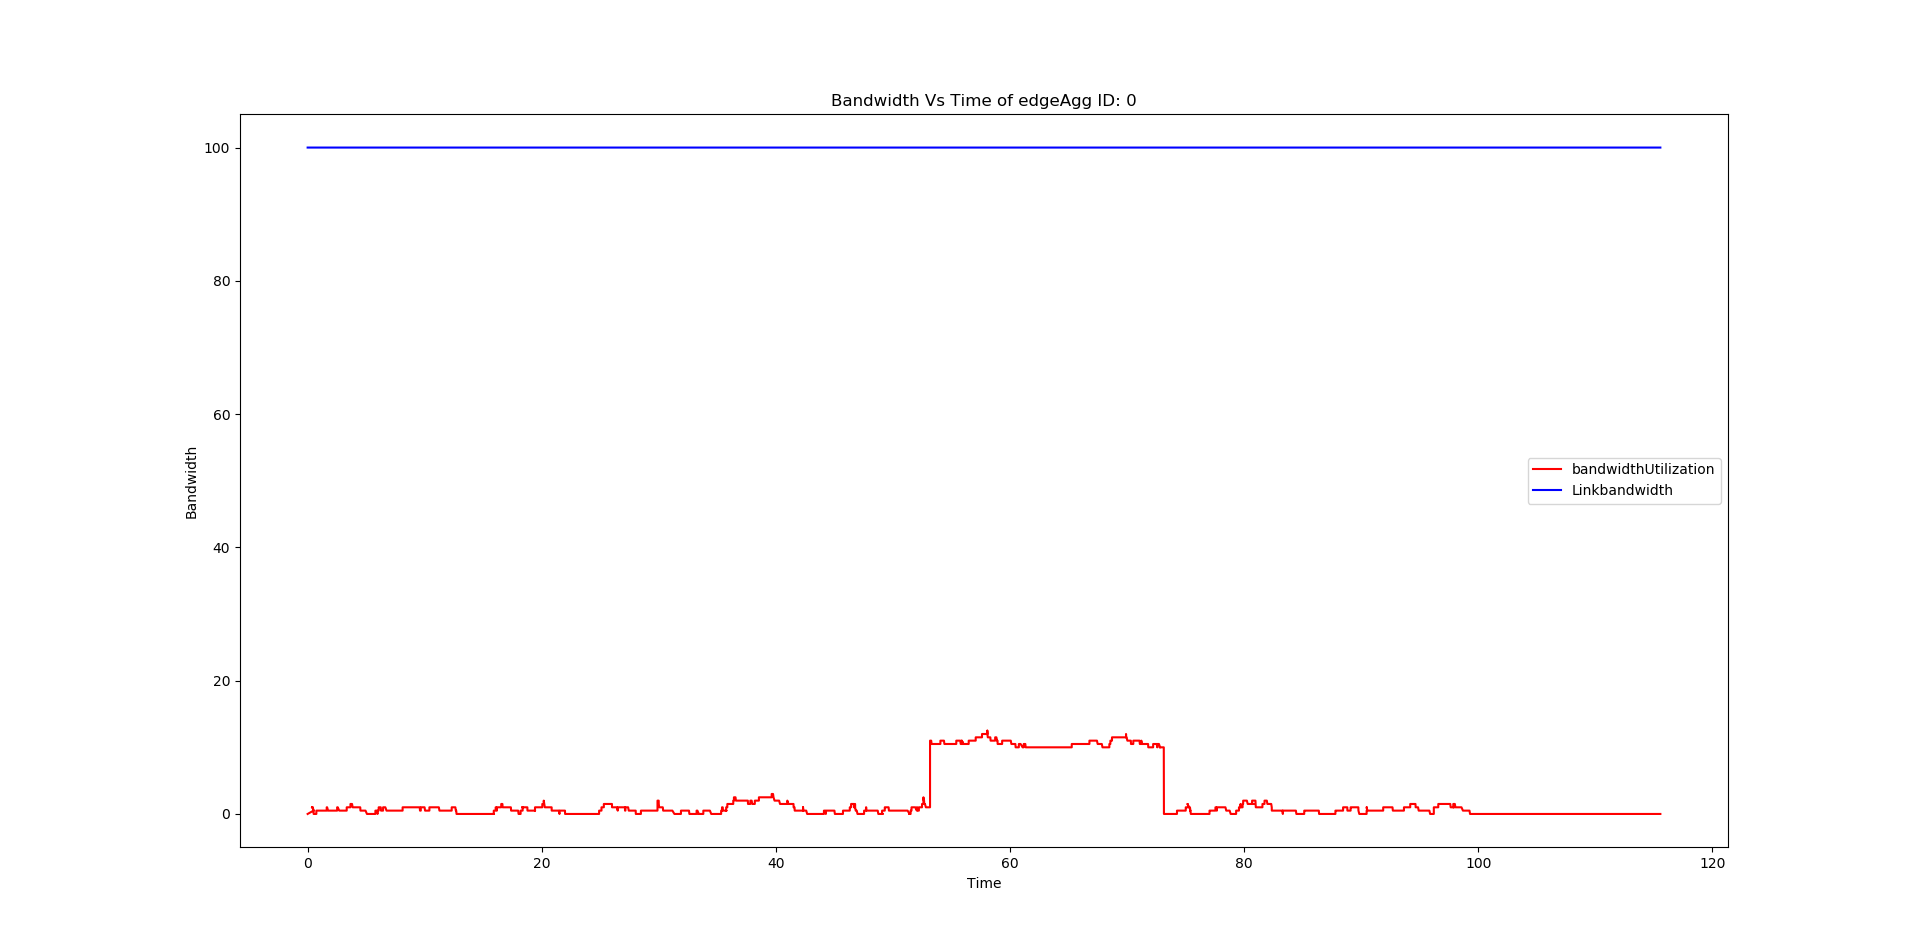 Bandwidth Vs Time of edgeAgg ID: 0
100
80
60
40
20
0
Bandwidth
bandwidthUtilization
Linkbandwidth
0 20 40 60 80 100 120
Time